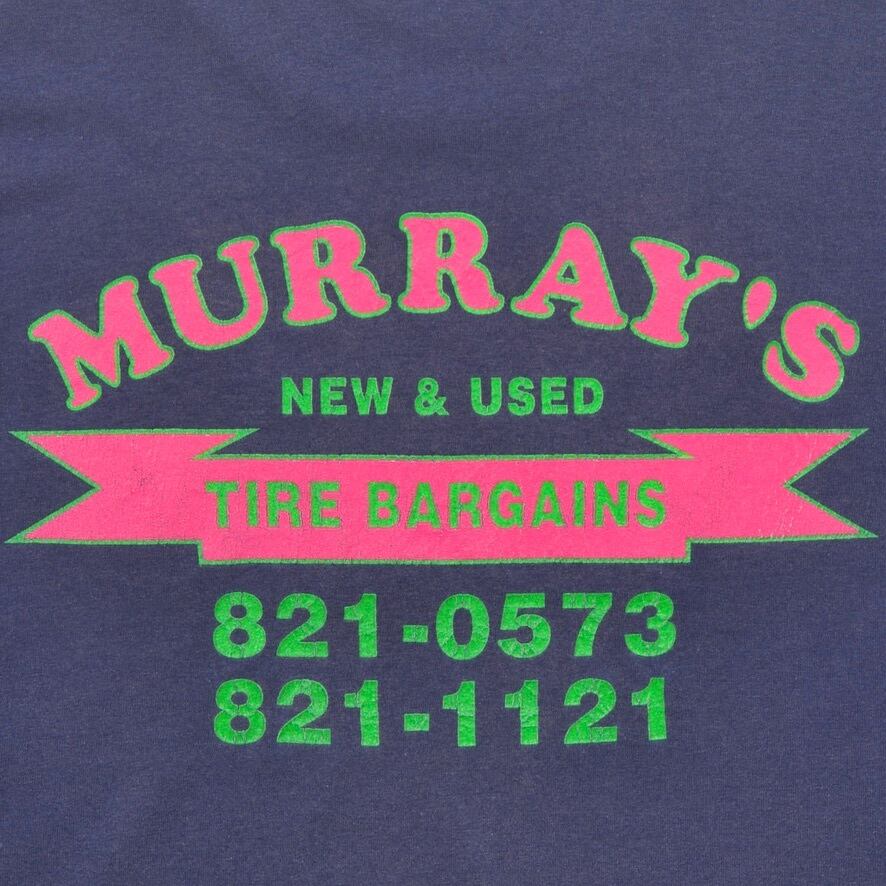 MURRAY'S
NEW & USED
TIRE BARGAINS
821-0573
821-1121